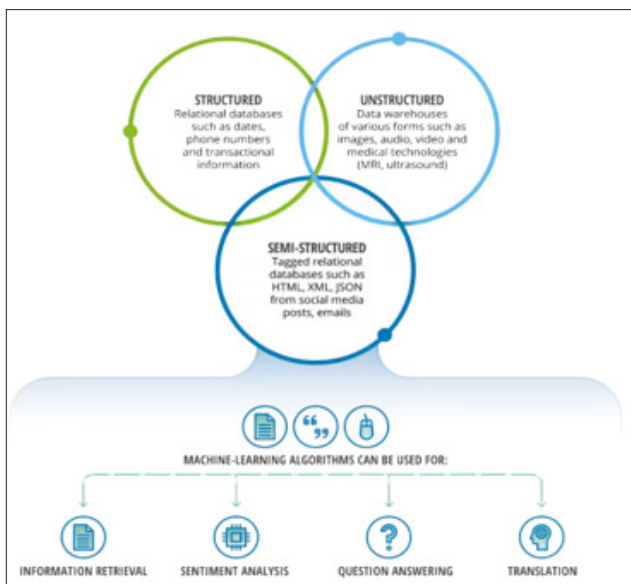 STRUCTURED
Relational databases
such as dates,
phone numbers
and transactional
information
UNSTRUCTURED
Data warehouses
of various forms such as
images, audio, video and
medical technologies
(MRI, ultrasound)
SEMI-STRUCTURED
Tagged relational
databases such as
HTML, XML, JSON
from social media
posts, emails
MACHINE-LEARNING ALGORITHMS CAN BE USED FOR:
INFORMATION RETRIEVAL
SENTIMENT ANALYSIS
QUESTION ANSWERING
TRANSLATION